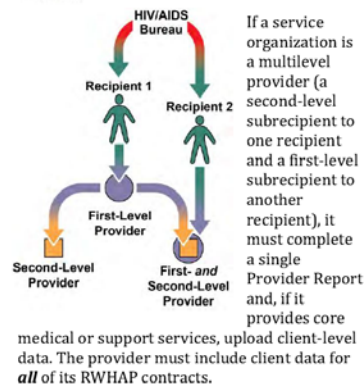 HIV/AIDS
Bureau
Recipient 1
Recipient 2
First-Level
Provider
Second-Level
Provider
First- and
Second-Level
Provider
If a service
organization is
a multilevel
provider (a
second-level
subrecipient to
one recipient
and a first-level
subrecipient to
another
recipient), it
must complete
a single
Provider Report
and, if it
provides core
medical or support services, upload client-level
data. The provider must include client data for
all of its RWHAP contracts.